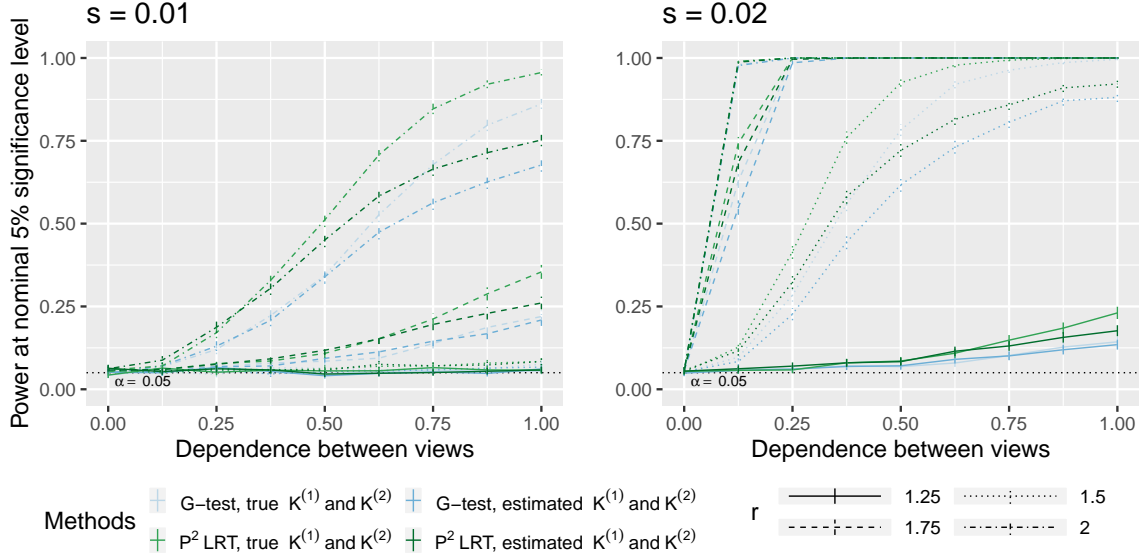 s = 0.01
s = 0.02
Power at nominal 5% significance level
1.00
0.75
0.50
0.25
0.00
α = 0.05
0.00 0.25 0.50 0.75 1.00
Dependence between views
1.00
0.75
0.50
0.25
0.00
α = 0.05
0.00 0.25 0.50 0.75 1.00
Dependence between views
Methods
G−test, true K(1) and K(2)
G−test, estimated K(1) and K(2)
P2 LRT, true K(1) and K(2)
P2 LRT, estimated K(1) and K(2)
r
1.25
1.5
1.75
2